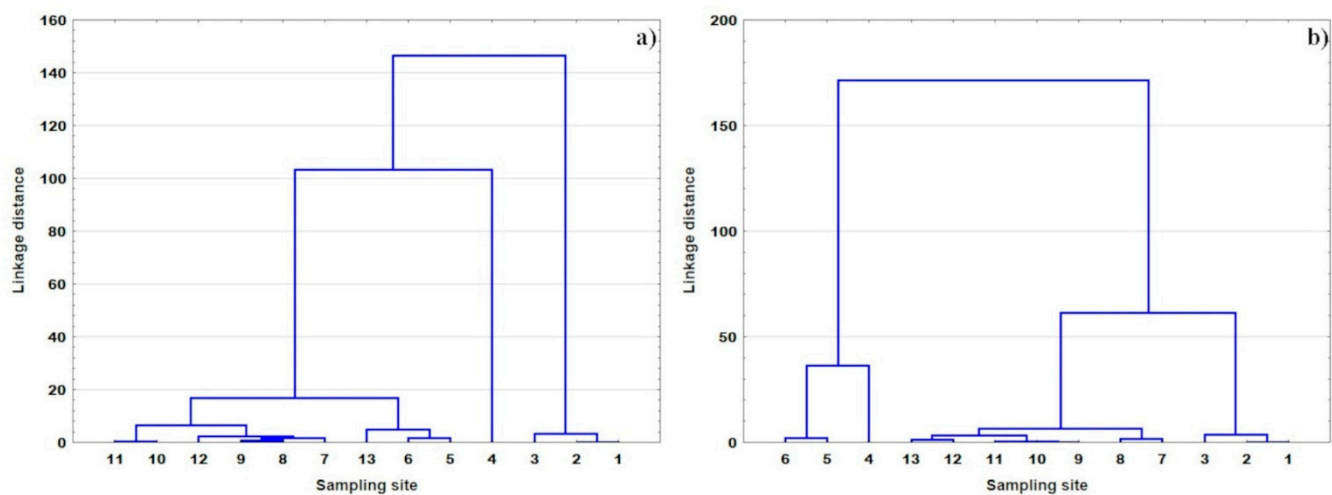 a)
160
140
120
100
80
60
40
20
0
Linkage distance
11 10 12 9 8 7 13 6 5 4 3 2 1
Sampling site
b)
200
150
100
50
0
Linkage distance
6 5 4 13 12 11 10 9 8 7 3 2 1
Sampling site